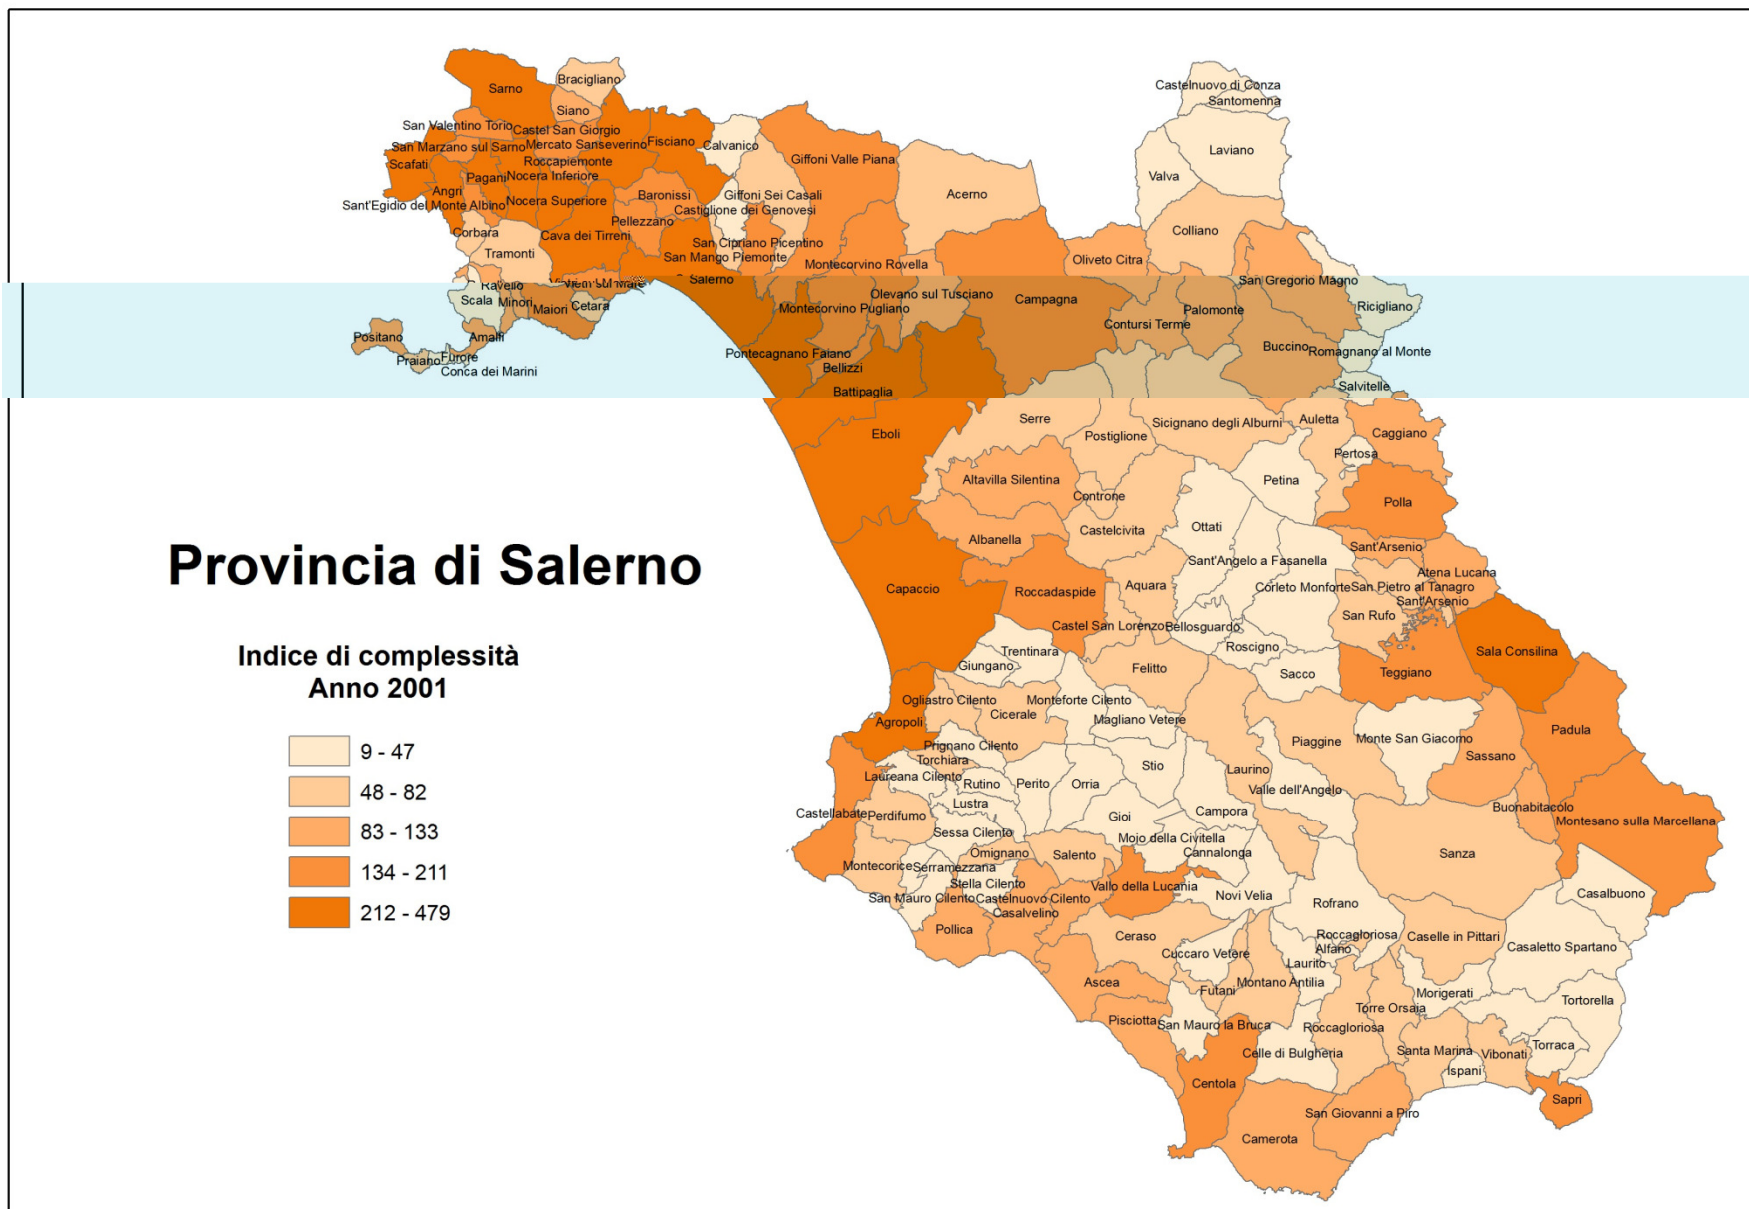 Bracigliano
Castelnuovo di Conza
Sarno
Santomenna
Siano
San Valentino Torio
Castel San Giorgio
Mercato Sanseverino
Fisciano
Calvanico
San Marzano sul Sarno
Laviano
Giffoni Valle Piana
Scafati
Roccapiemonte
Valva
Pagani
Nocera Inferiore
Angri
Baronissi
Giffoni Sei Casali
Acerno
Sant'Egidio del Monte Albino
Nocera Superiore
Castiglione dei Genovesi
Pellezzano
Corbara
Cava dei Tirreni
Colliano
San Cipriano Picentino
Tramonti
San Mango Piemonte
Oliveto Citra
Montecorvino Rovella
Salerno
San Gregorio Magno
Ravello
Scala
Minori
Maiori
Cetara
Olevano sul Tusciano
Campagna
Montecorvino Pugliano
Palomonte
Ricigliano
Contursi Terme
Positano
Amalfi
Buccino
Romagnano al Monte
Praiano
Furore
Pontecagnano Faiano
Conca dei Marini
Bellizzi
Battipaglia
Salvitelle
Serre
Sicignano degli Alburni
Auletta
Eboli
Postiglione
Caggiano
Pertosa
Altavilla Silentina
Petina
Controne
Polla
Albanella
Castelcivita
Ottati
Provincia di Salerno
Sant'Arsenio
Sant'Angelo a Fasanella
Atena Lucana
Capaccio
Roccadaspide
Aquara
Corleto Monforte
San Pietro al Tanagro
Sant'Arsenio
San Rufo
Castel San Lorenzo
Bellosguardo
Roscigno
Trentinara
Sala Consilina
Indice di complessità
Anno 2001
Giungano
Felitto
Sacco
Teggiano
Ogliastro Cilento
Monteforte Cilento
Cicerale
Agropoli
Magliano Vetere
Padula
Monte San Giacomo
Piaggine
Prignano Cilento
Sassano
9 - 47
Torchiara
Stio
Laurino
Laureana Cilento
Rutino
Perito
Orria
Valle dell'Angelo
48 - 82
Lustra
Buonabitacolo
Castellabate
Perdifumo
Gioi
Campora
Montesano sulla Marcellana
83 - 133
Sessa Cilento
Mojo della Civitella
Omignano
Salento
Cannalonga
Sanza
Montecorice
Serramezzana
134 - 211
Stella Cilento
Vallo della Lucania
Casalbuono
San Mauro Cilento
Castelnuovo Cilento
Novi Velia
Rofrano
212 - 479
Casalvelino
Pollica
Ceraso
Roccagloriosa
Caselle in Pittari
Alfano
Casaletto Spartano
Cuccaro Vetere
Laurito
Ascea
Montano Antilia
Futani
Morigerati
Tortorella
Torre Orsaia
Pisciotta
San Mauro la Bruca
Roccagloriosa
Torraca
Celle di Bulgheria
Santa Marina
Vibonati
Ispani
Centola
Sapri
San Giovanni a Piro
Camerota